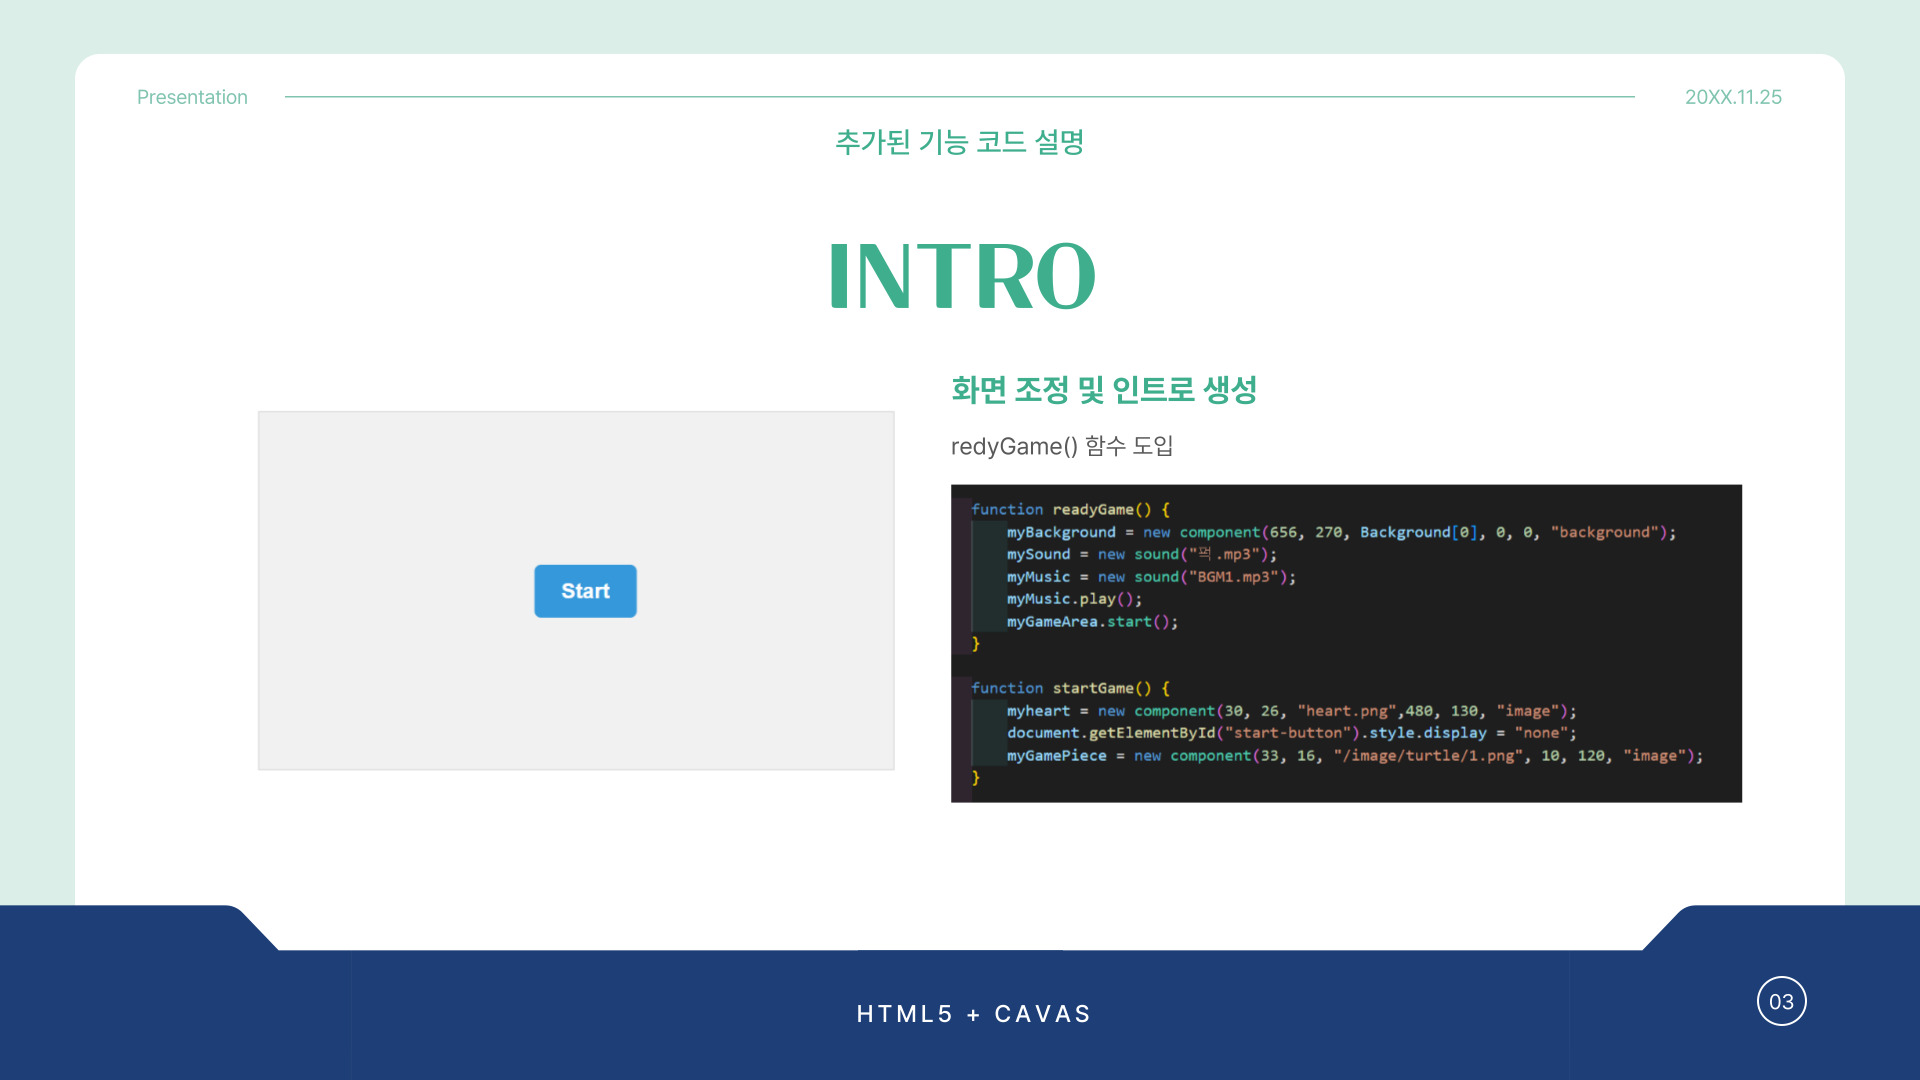 Presentation
20XX.11.25
추가된 기능 코드 설명
INTRO
화면 조정 및 인트로 생성
redyGame() 함수 도입
Start
function readyGame() {
myBackground = new component(656, 270, Background[0], 0, 0, "background");
mySound = new sound("퍽.mp3");
myMusic = new sound("BGM1.mp3");
myMusic.play();
myGameArea.start();
}
function startGame() {
myheart = new component(30, 26, "heart.png",480, 130, "image");
document.getElementById("start-button").style.display = "none";
myGamePiece = new component(33, 16, "/image/turtle/1.png", 10, 120, "image");
}
HTML5 + CAVAS
03